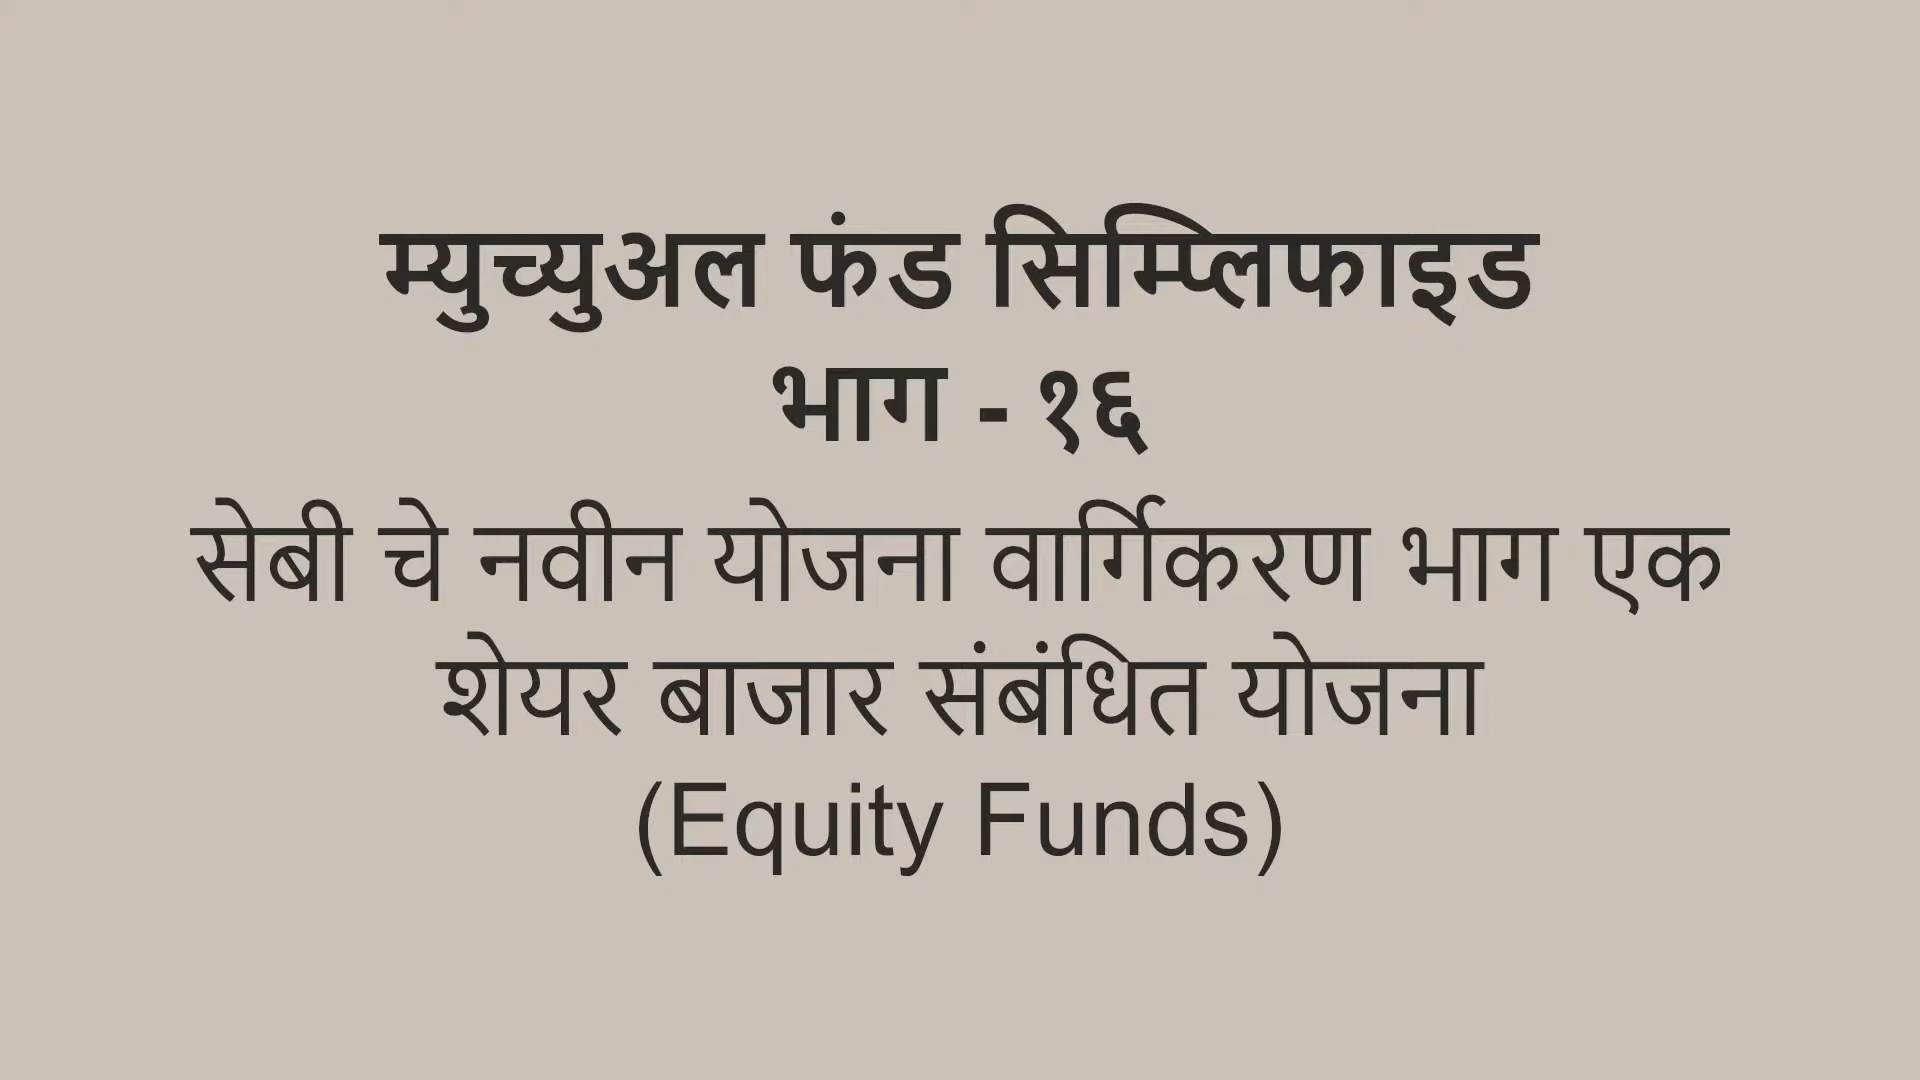 म्युच्युअल फंड सिम्प्लिफाइड
भाग - १६
सेबी चे नवीन योजना वार्गिकरण भाग एक
शेयर बाजार संबंधित योजना
(Equity Funds)